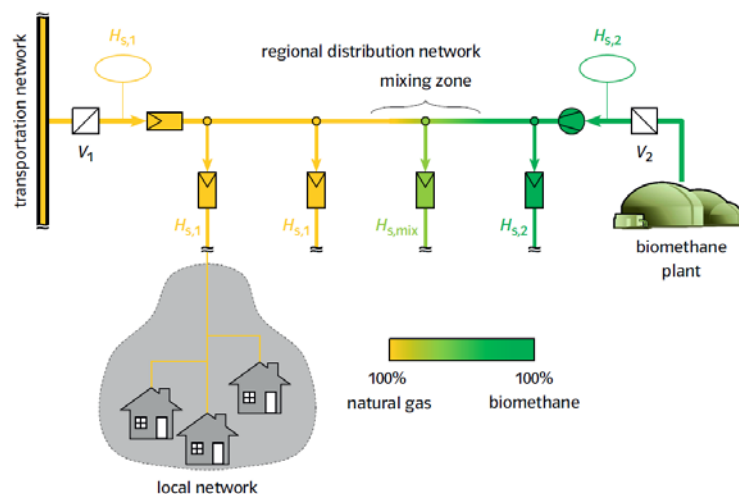 transportation network
H_s,1
V_1
regional distribution network
mixing zone
H_s,2
V_2
H_s,1
H_s,1
H_s,mix
H_s,2
biomethane
plant
100%
natural gas
100%
biomethane
local network